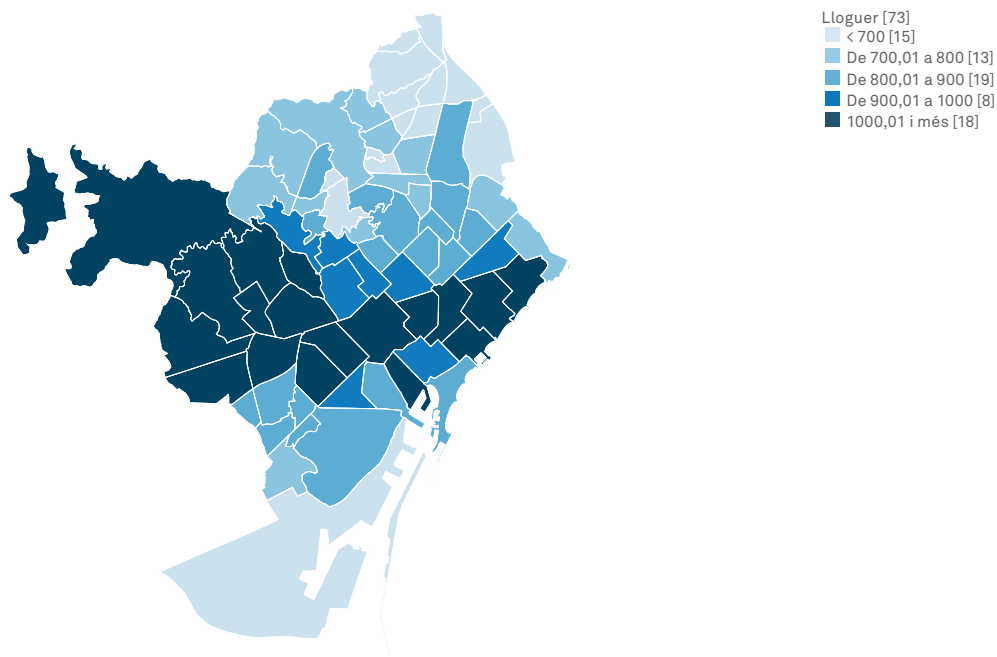 Lloguer [73]
< 700 [15]
De 700,01 a 800 [13]
De 800,01 a 900 [19]
De 900,01 a 1000 [8]
1000,01 i més [18]